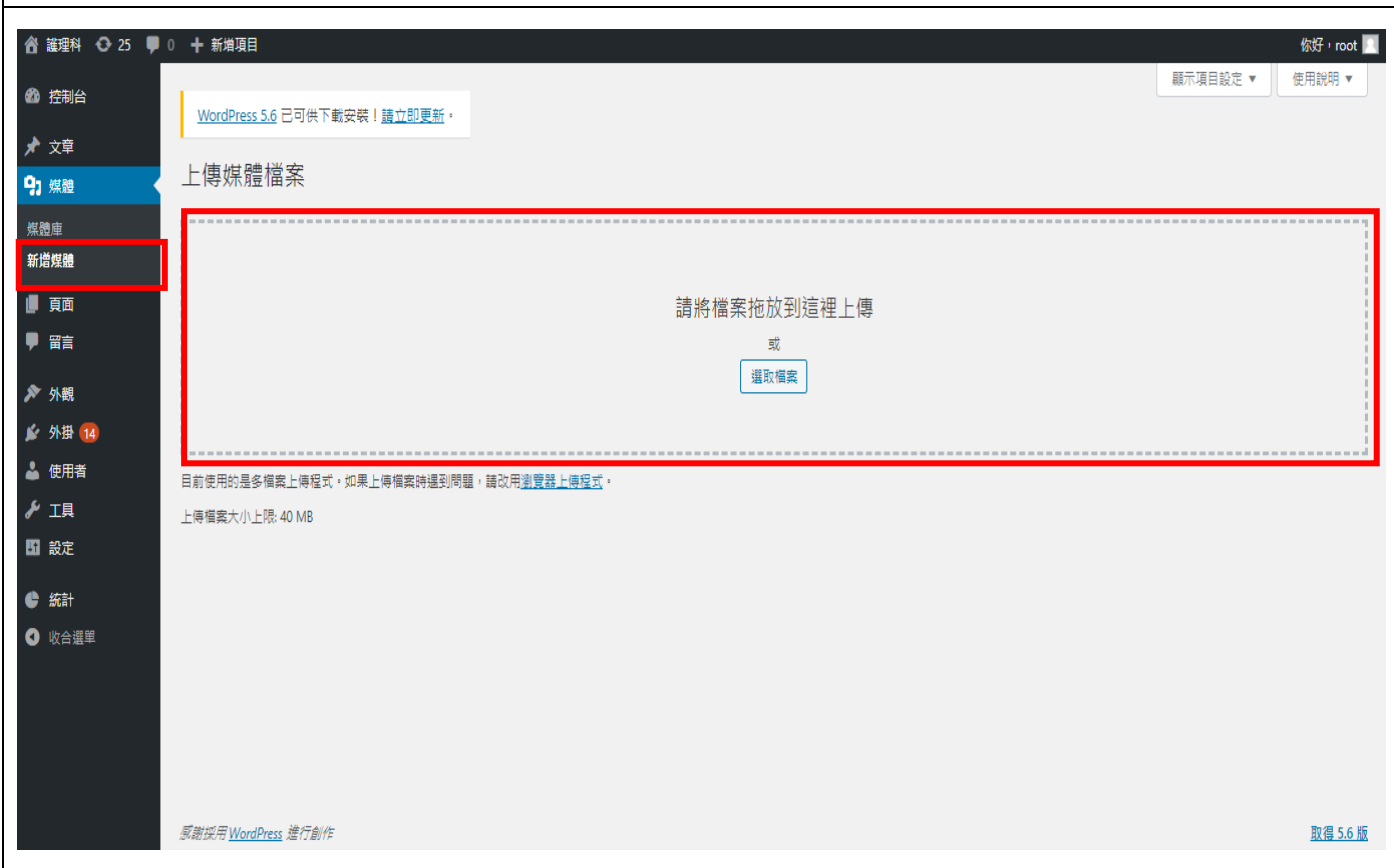 護理科 25 0 新增項目 你好，root
顯示項目設定 ▼ 使用說明 ▼
控制台
WordPress 5.6 已可供下載安裝！請立即更新。
文章
媒體
上傳媒體檔案
媒體庫
新增媒體
頁面
請將檔案拖放到這裡上傳
留言
或
選取檔案
外觀
外掛 14
使用者
目前使用的是多檔案上傳程式。如果上傳檔案時遇到問題，請改用瀏覽器上傳程式。
工具
上傳檔案大小上限: 40 MB
設定
統計
收合選單
感謝採用 WordPress 進行創作 取得 5.6 版